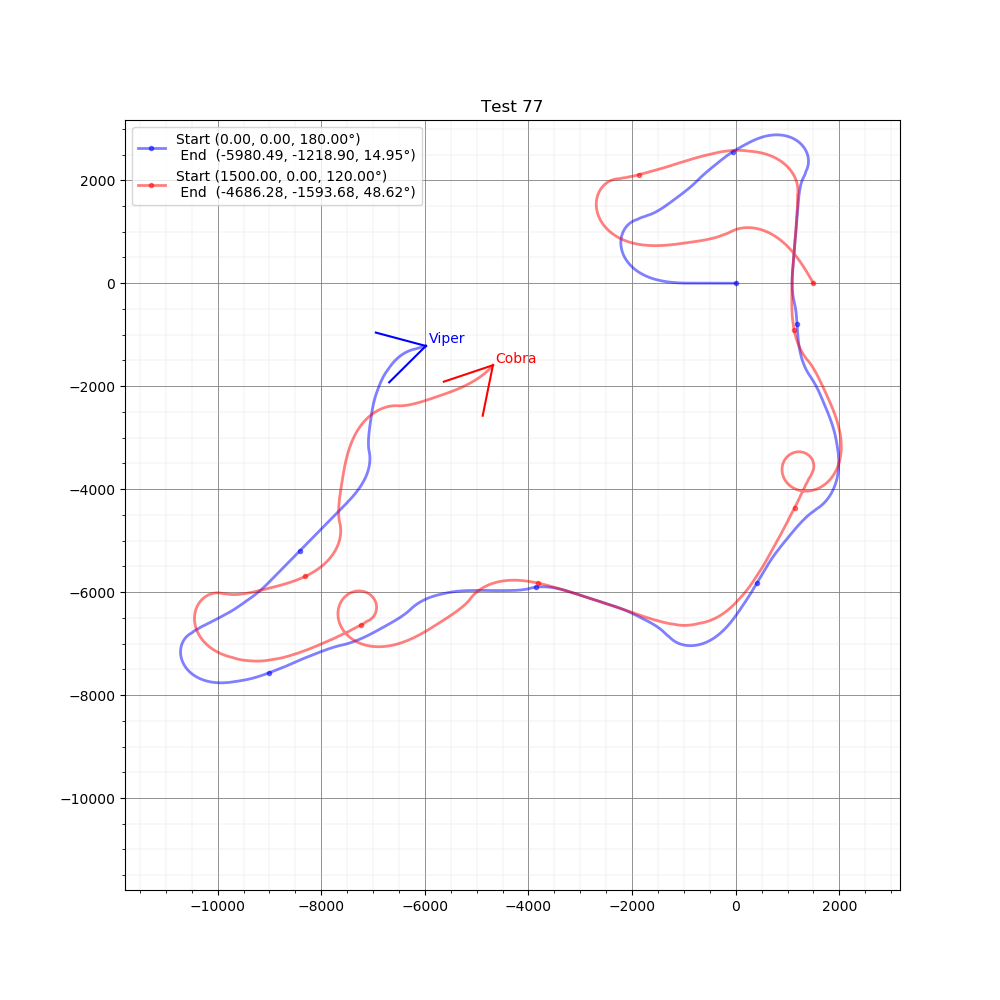 Test 77
Start (0.00, 0.00, 180.00°)
End (-5980.49, -1218.90, 14.95°)
Start (1500.00, 0.00, 120.00°)
End (-4686.28, -1593.68, 48.62°)
2000
0
−2000
−4000
−6000
−8000
−10000
Viper
Cobra
−10000 −8000 −6000 −4000 −2000 0 2000